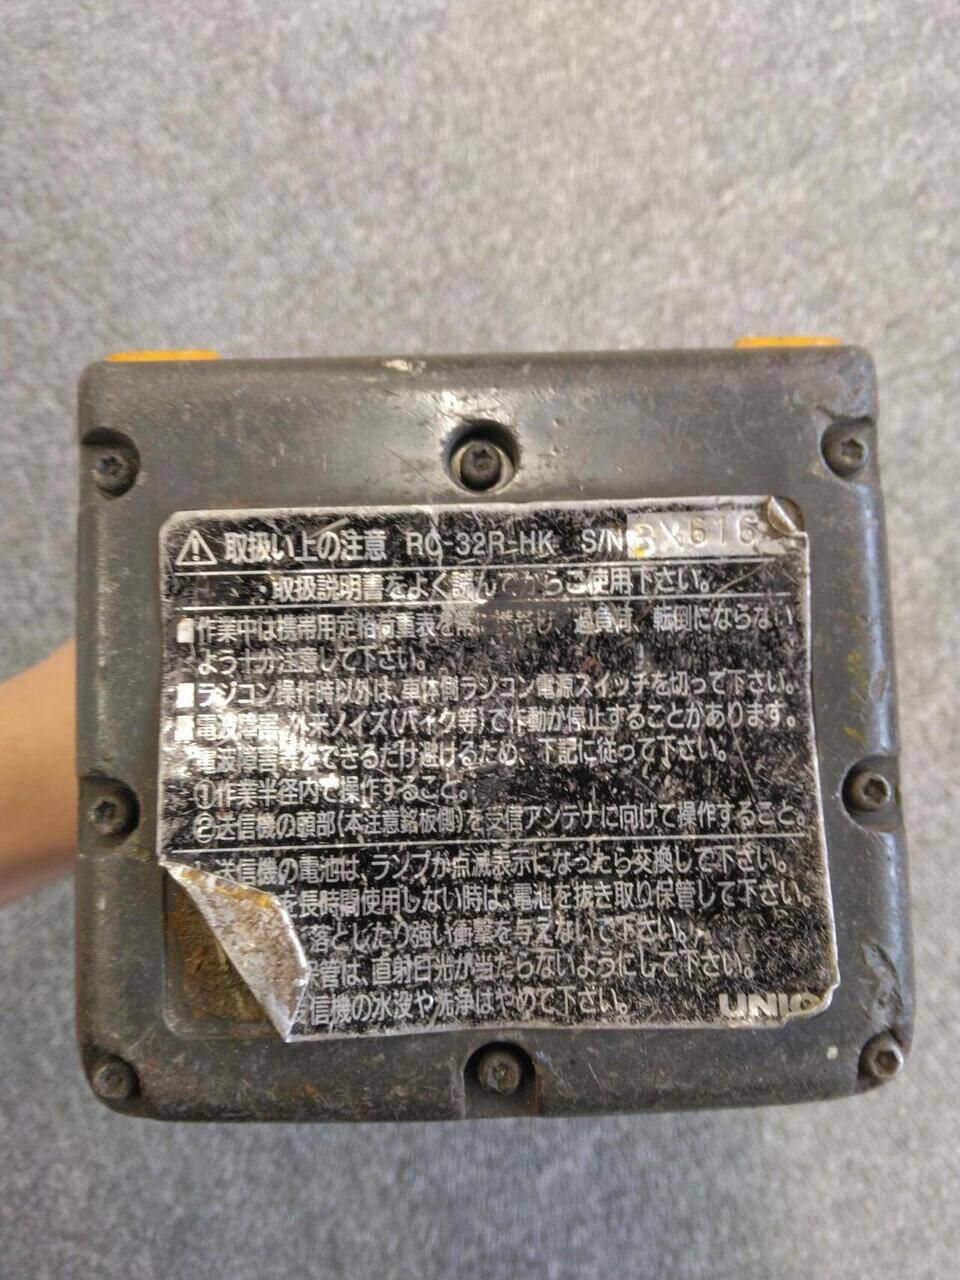 ⚠ 取扱い上の注意 RC-32R-HK S/N
・取扱説明書をよく読んでからご使用下さい。
■作業中は携帯用定格荷重表を 過負荷、転倒にならない
よう十分注意して下さい。
■ラジコン操作時以外は、車体側ラジコン電源スイッチを切って下さい。
■電波障害、外来ノイズ(バイク等)で作動が停止することがあります。
電波障害等をできるだけ避けるため、下記に従って下さい。
①作業半径内で操作すること。
②送信機の頭部(本注意銘板側)を受信アンテナに向けて操作すること。
送信機の電池は、ランプが点滅表示になったら交換して下さい。
を長時間使用しない時は、電池を抜き取り保管して下さい。
落としたり強い衝撃を与えないで下さい。
保管は、直射日光が当たらないようにして下さい。
送信機の水没や洗浄はやめて下さい。
UNIC